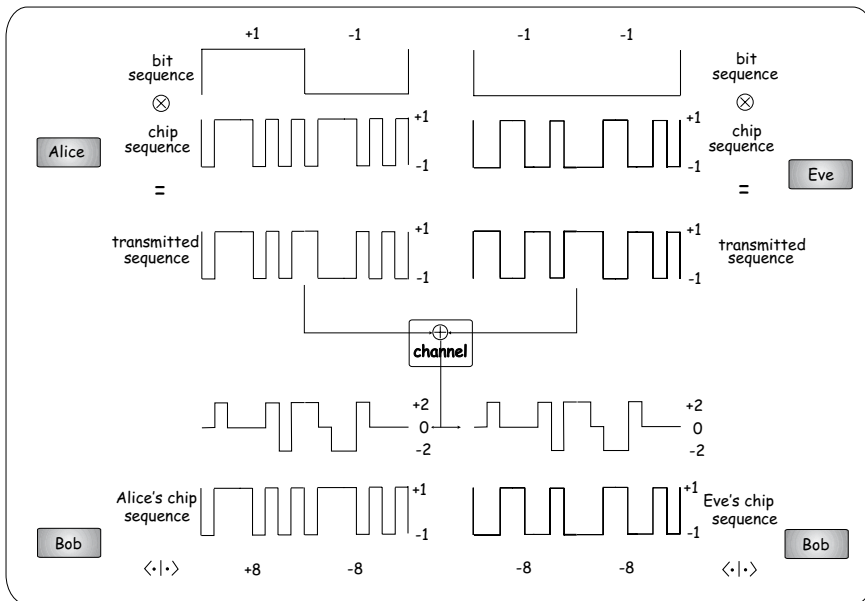 +1 -1 -1 -1
bit
sequence
bit
sequence
⊗
⊗
Alice
chip
sequence
+1
-1
+1
-1
chip
sequence
Eve
=
=
transmitted
sequence
+1
-1
+1
-1
transmitted
sequence
⊕
channel
+2
0
-2
+2
0
-2
Alice's chip
sequence
+1
-1
+1
-1
Eve's chip
sequence
Bob
Bob
⟨•|•⟩ +8 -8 -8 -8 ⟨•|•⟩